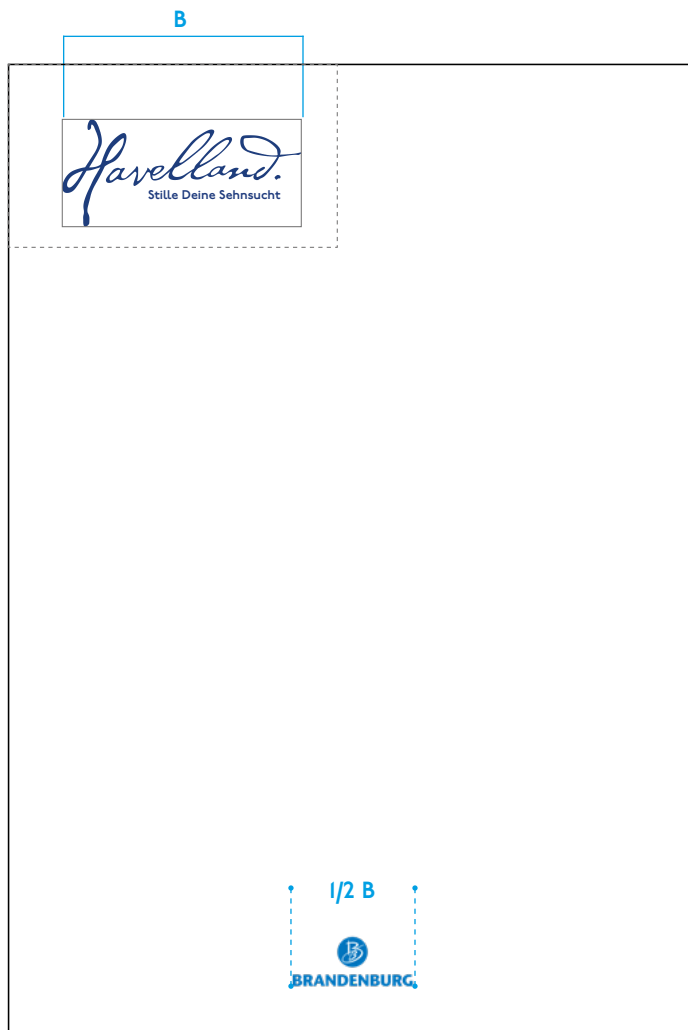 B
Havelland.
Stille Deine Sehnsucht
1/2 B
B
BRANDENBURG